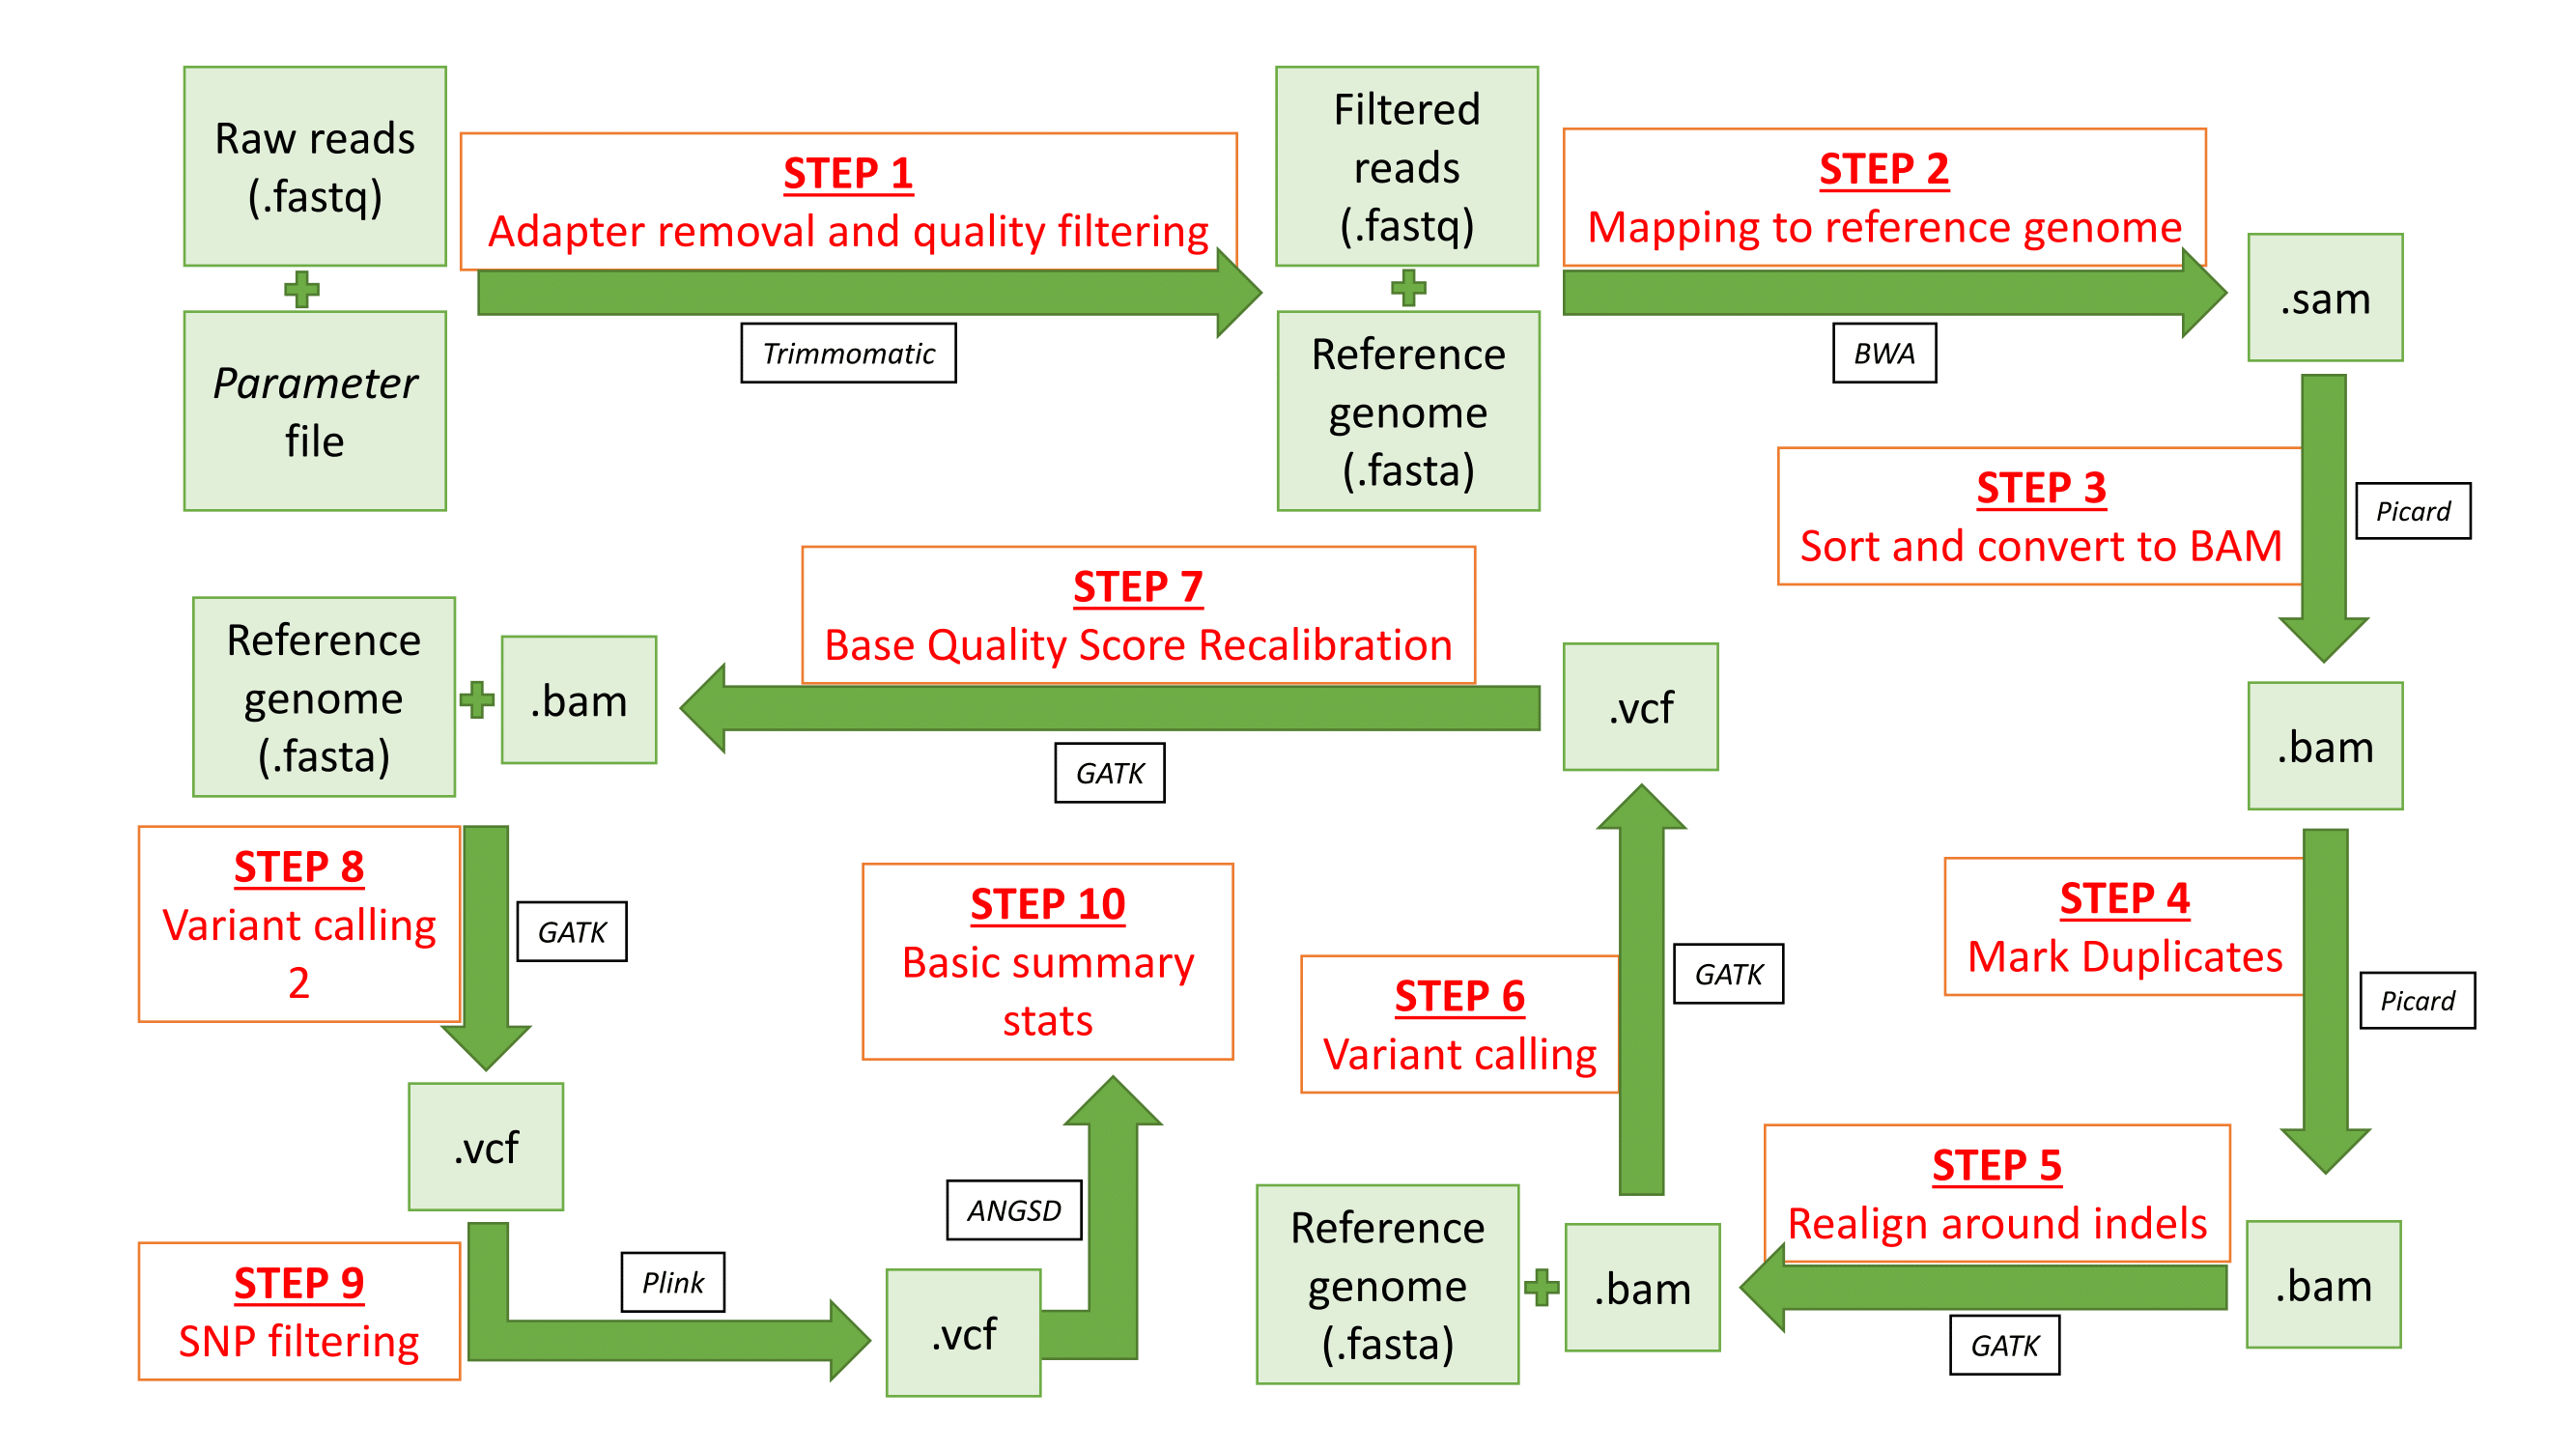 Raw reads
(.fastq)
Parameter
file
STEP 1
Adapter removal and quality filtering
Trimmomatic
Filtered
reads
(.fastq)
Reference
genome
(.fasta)
STEP 2
Mapping to reference genome
BWA
.sam
STEP 3
Sort and convert to BAM
Picard
.bam
STEP 4
Mark Duplicates
Picard
.bam
STEP 5
Realign around indels
GATK
.bam
Reference
genome
(.fasta)
STEP 6
Variant calling
GATK
.vcf
STEP 7
Base Quality Score Recalibration
GATK
.bam
Reference
genome
(.fasta)
STEP 8
Variant calling
2
GATK
.vcf
STEP 9
SNP filtering
Plink
.vcf
ANGSD
STEP 10
Basic summary
stats